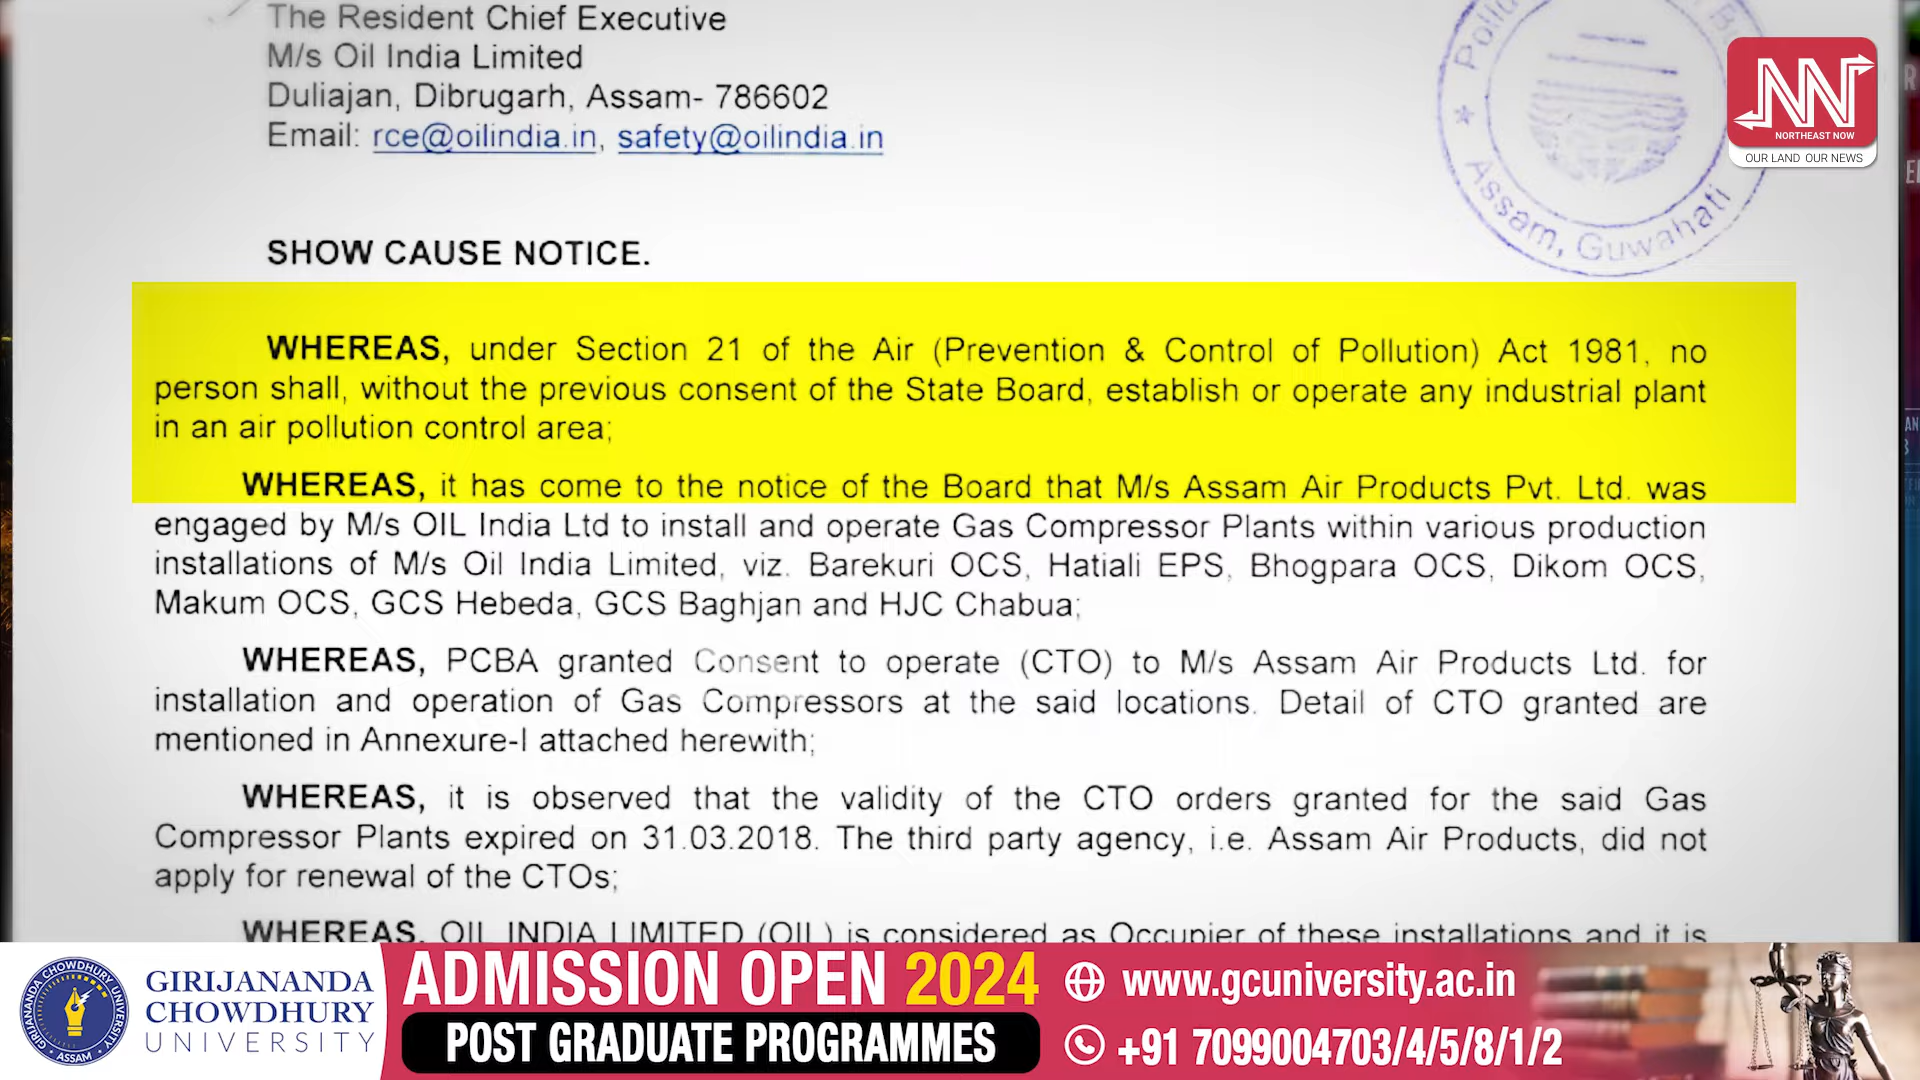 The Resident Chief Executive
M/s Oil India Limited
Duliajan, Dibrugarh, Assam- 786602
Email: rce@oilindia.in, safety@oilindia.in
Assam, Guwahati
NORTHEAST NOW
OUR LAND OUR NEWS
SHOW CAUSE NOTICE.
WHEREAS, under Section 21 of the Air (Prevention & Control of Pollution) Act 1981, no
person shall, without the previous consent of the State Board, establish or operate any industrial plant
in an air pollution control area;
WHEREAS, it has come to the notice of the Board that M/s Assam Air Products Pvt. Ltd. was
engaged by M/s OIL India Ltd to install and operate Gas Compressor Plants within various production
installations of M/s Oil India Limited, viz. Barekuri OCS, Hatiali EPS, Bhogpara OCS, Dikom OCS,
Makum OCS, GCS Hebeda, GCS Baghjan and HJC Chabua;
WHEREAS, PCBA granted Consent to operate (CTO) to M/s Assam Air Products Ltd. for
installation and operation of Gas Compressors at the said locations. Detail of CTO granted are
mentioned in Annexure-I attached herewith;
WHEREAS, it is observed that the validity of the CTO orders granted for the said Gas
Compressor Plants expired on 31.03.2018. The third party agency, i.e. Assam Air Products, did not
apply for renewal of the CTOs;
WHEREAS, OIL INDIA LIMITED (OIL) is considered as Occupier of these installations and it is
GIRIJANANDA CHOWDHURY UNIVERSITY
ASSAM
GIRIJANANDA
CHOWDHURY
UNIVERSITY
ADMISSION OPEN 2024
POST GRADUATE PROGRAMMES
www.gcuniversity.ac.in
+91 7099004703/4/5/8/1/2